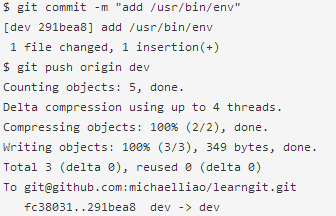 $ git commit -m "add /usr/bin/env"
[dev 291bea8] add /usr/bin/env
 1 file changed, 1 insertion(+)
$ git push origin dev
Counting objects: 5, done.
Delta compression using up to 4 threads.
Compressing objects: 100% (2/2), done.
Writing objects: 100% (3/3), 349 bytes, done.
Total 3 (delta 0), reused 0 (delta 0)
To git@github.com:michaelliao/learngit.git
   fc38031..291bea8  dev -> dev